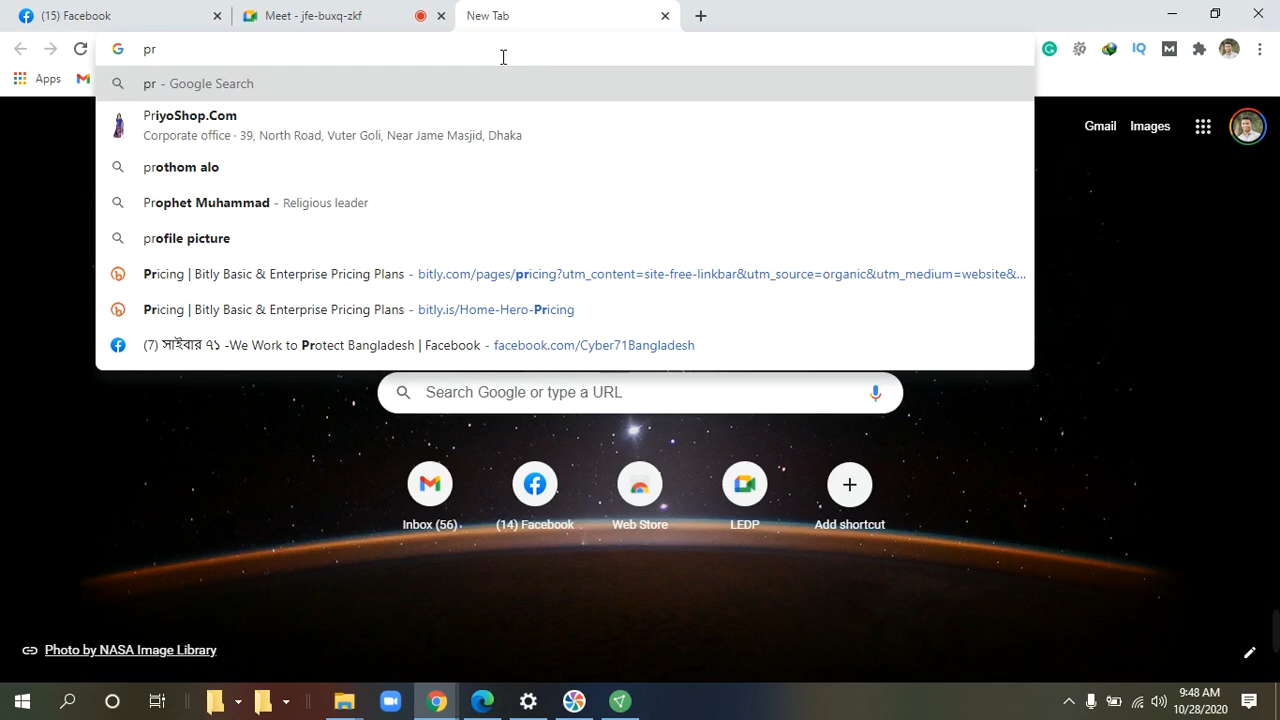 (15) Facebook
Meet - jfe-buxq-zkf
New Tab
pr
Apps
pr - Google Search
PriyoShop.Com
Corporate office · 39, North Road, Vuter Goli, Near Jame Masjid, Dhaka
prothom alo
Prophet Muhammad - Religious leader
profile picture
Pricing | Bitly Basic & Enterprise Pricing Plans - bitly.com/pages/pricing?utm_content=site-free-linkbar&utm_source=organic&utm_medium=website&...
Pricing | Bitly Basic & Enterprise Pricing Plans - bitly.is/Home-Hero-Pricing
(7) সাইবার ৭১ -We Work to Protect Bangladesh | Facebook - facebook.com/Cyber71Bangladesh
Gmail Images
Search Google or type a URL
Inbox (56)
(14) Facebook
Web Store
LEDP
Add shortcut
Photo by NASA Image Library
9:48 AM
10/28/2020